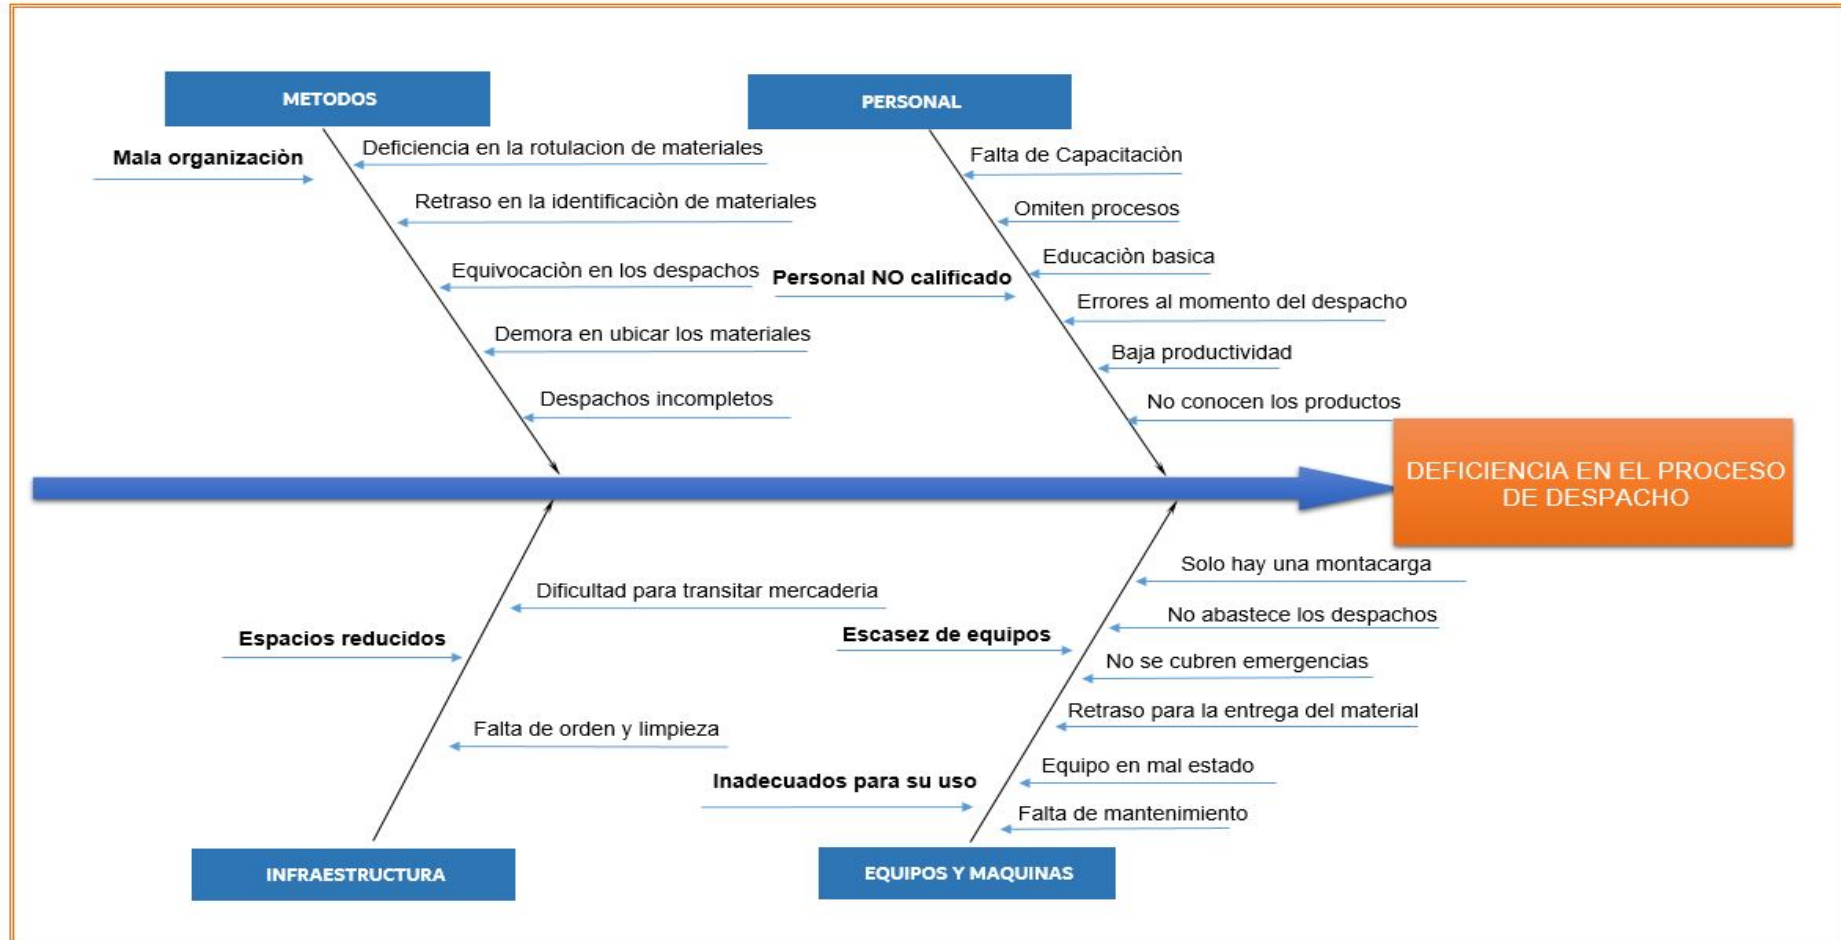 METODOS
Mala organizaciòn
Deficiencia en la rotulacion de materiales
Retraso en la identificaciòn de materiales
Equivocaciòn en los despachos
Demora en ubicar los materiales
Despachos incompletos
PERSONAL
Falta de Capacitaciòn
Omiten procesos
Educaciòn basica
Personal NO calificado
Errores al momento del despacho
Baja productividad
No conocen los productos
DEFICIENCIA EN EL PROCESO
DE DESPACHO
Dificultad para transitar mercaderia
Espacios reducidos
Falta de orden y limpieza
INFRAESTRUCTURA
Solo hay una montacarga
No abastece los despachos
Escasez de equipos
No se cubren emergencias
Retraso para la entrega del material
Equipo en mal estado
Inadecuados para su uso
Falta de mantenimiento
EQUIPOS Y MAQUINAS